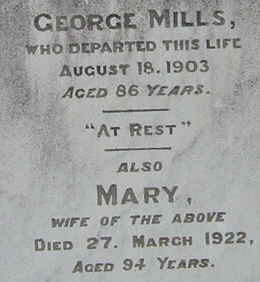 GEORGE MILLS,
WHO DEPARTED THIS LIFE
AUGUST 18. 1903
AGED 86 YEARS.
"AT REST"
ALSO
MARY,
WIFE OF THE ABOVE
DIED 27. MARCH 1922,
AGED 94 YEARS.